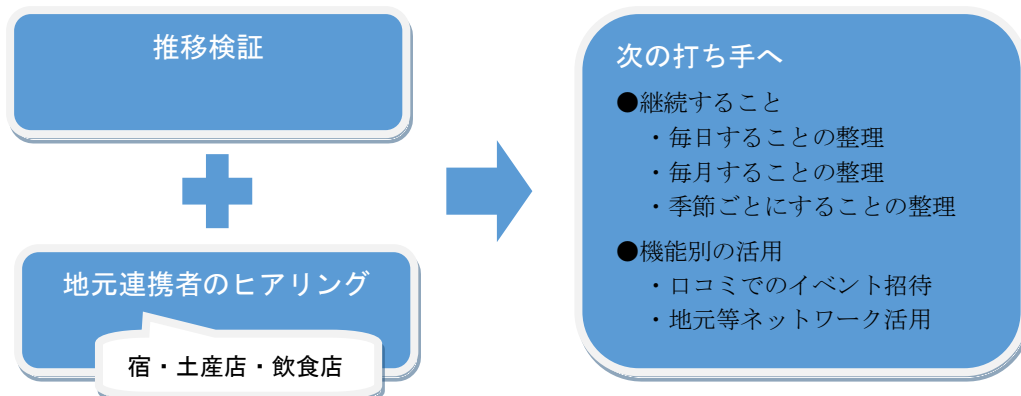 推移検証
地元連携者のヒアリング
宿・土産店・飲食店
次の打ち手へ
●継続すること
・毎日することの整理
・毎月することの整理
・季節ごとにすることの整理
●機能別の活用
・口コミでのイベント招待
・地元等ネットワーク活用